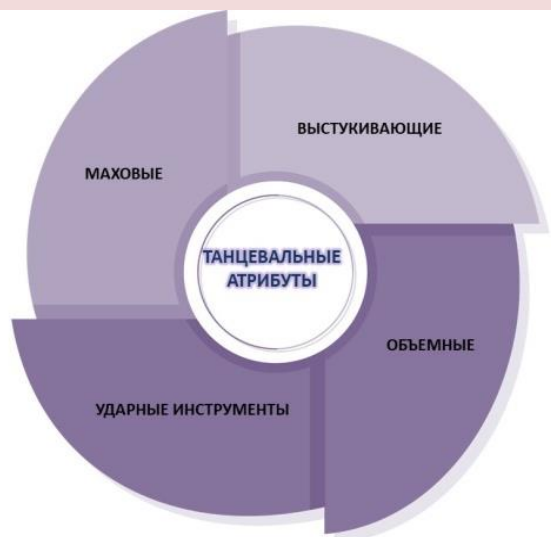 ВЫСТУКИВАЮЩИЕ
МАХОВЫЕ
ТАНЦЕВАЛЬНЫЕ
АТРИБУТЫ
ОБЪЕМНЫЕ
УДАРНЫЕ ИНСТРУМЕНТЫ